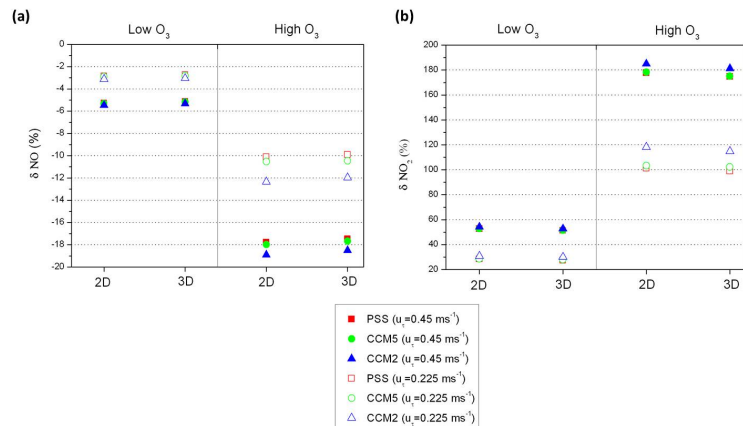 (a)
Low O₃ High O₃
0
-2
-4
-6
-8
-10
-12
-14
-16
-18
-20
δ NO (%)
2D 3D 2D 3D
(b)
Low O₃ High O₃
200
180
160
140
120
100
80
60
40
20
δ NO₂ (%)
2D 3D 2D 3D
PSS (uτ=0.45 ms⁻¹)
CCM5 (uτ=0.45 ms⁻¹)
CCM2 (uτ=0.45 ms⁻¹)
PSS (uτ=0.225 ms⁻¹)
CCM5 (uτ=0.225 ms⁻¹)
CCM2 (uτ=0.225 ms⁻¹)